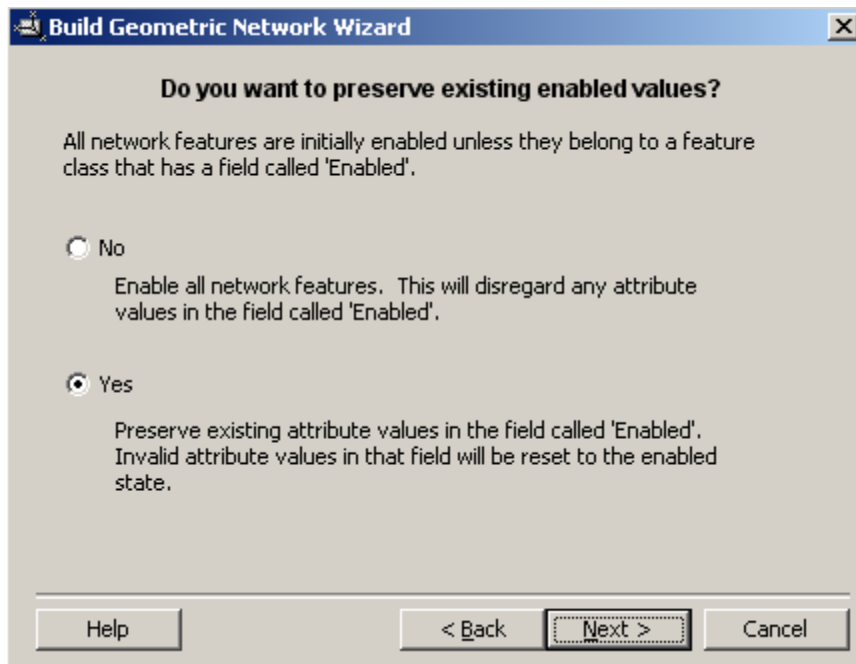 Build Geometric Network Wizard
Do you want to preserve existing enabled values?
All network features are initially enabled unless they belong to a feature
class that has a field called 'Enabled'.
No
Enable all network features.  This will disregard any attribute
values in the field called 'Enabled'.
Yes
Preserve existing attribute values in the field called 'Enabled'.
Invalid attribute values in that field will be reset to the enabled
state.
Help
< Back
Next >
Cancel